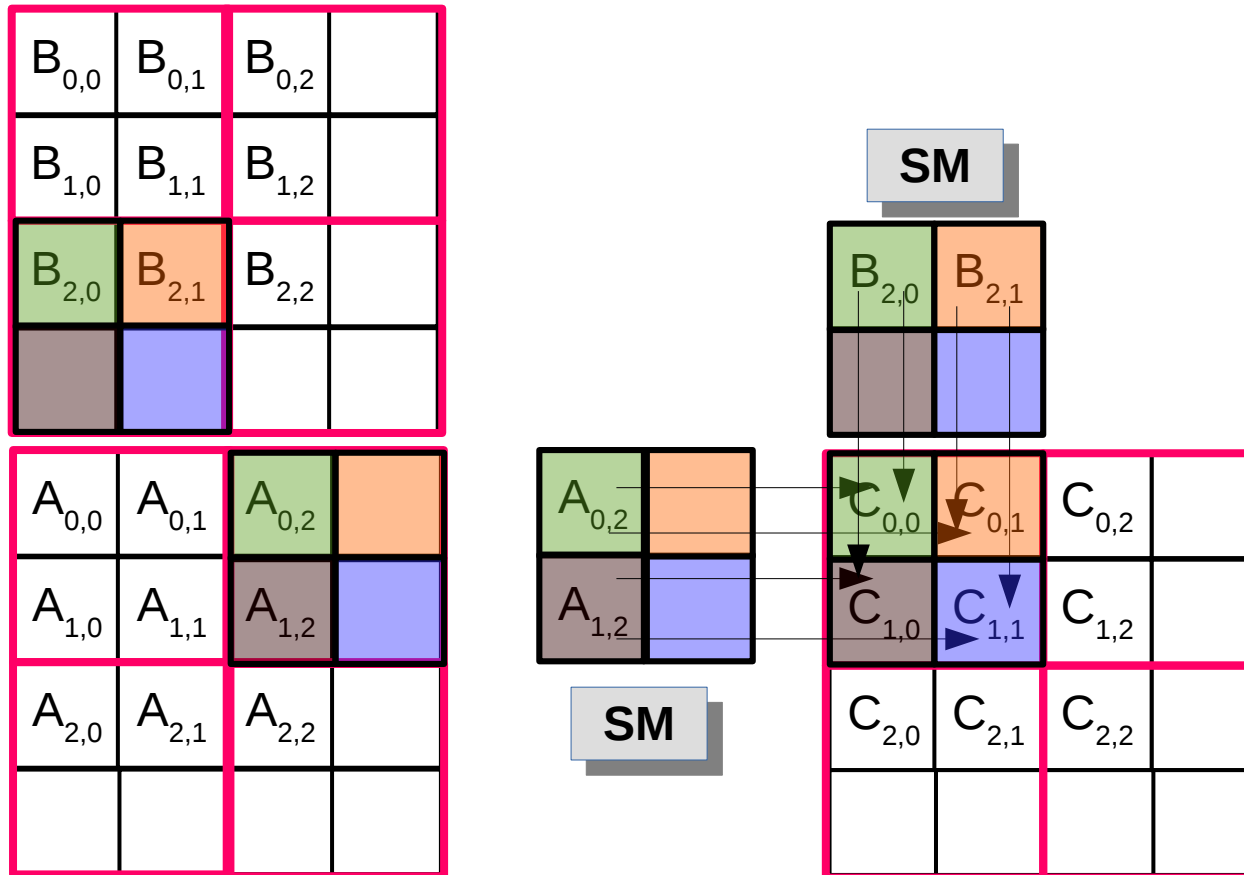 B0,0 B0,1 B0,2
B1,0 B1,1 B1,2
B2,0 B2,1 B2,2
A0,0 A0,1 A0,2
A1,0 A1,1 A1,2
A2,0 A2,1 A2,2
SM
B2,0 B2,1
A0,2
A1,2
SM
C0,0 C0,1 C0,2
C1,0 C1,1 C1,2
C2,0 C2,1 C2,2